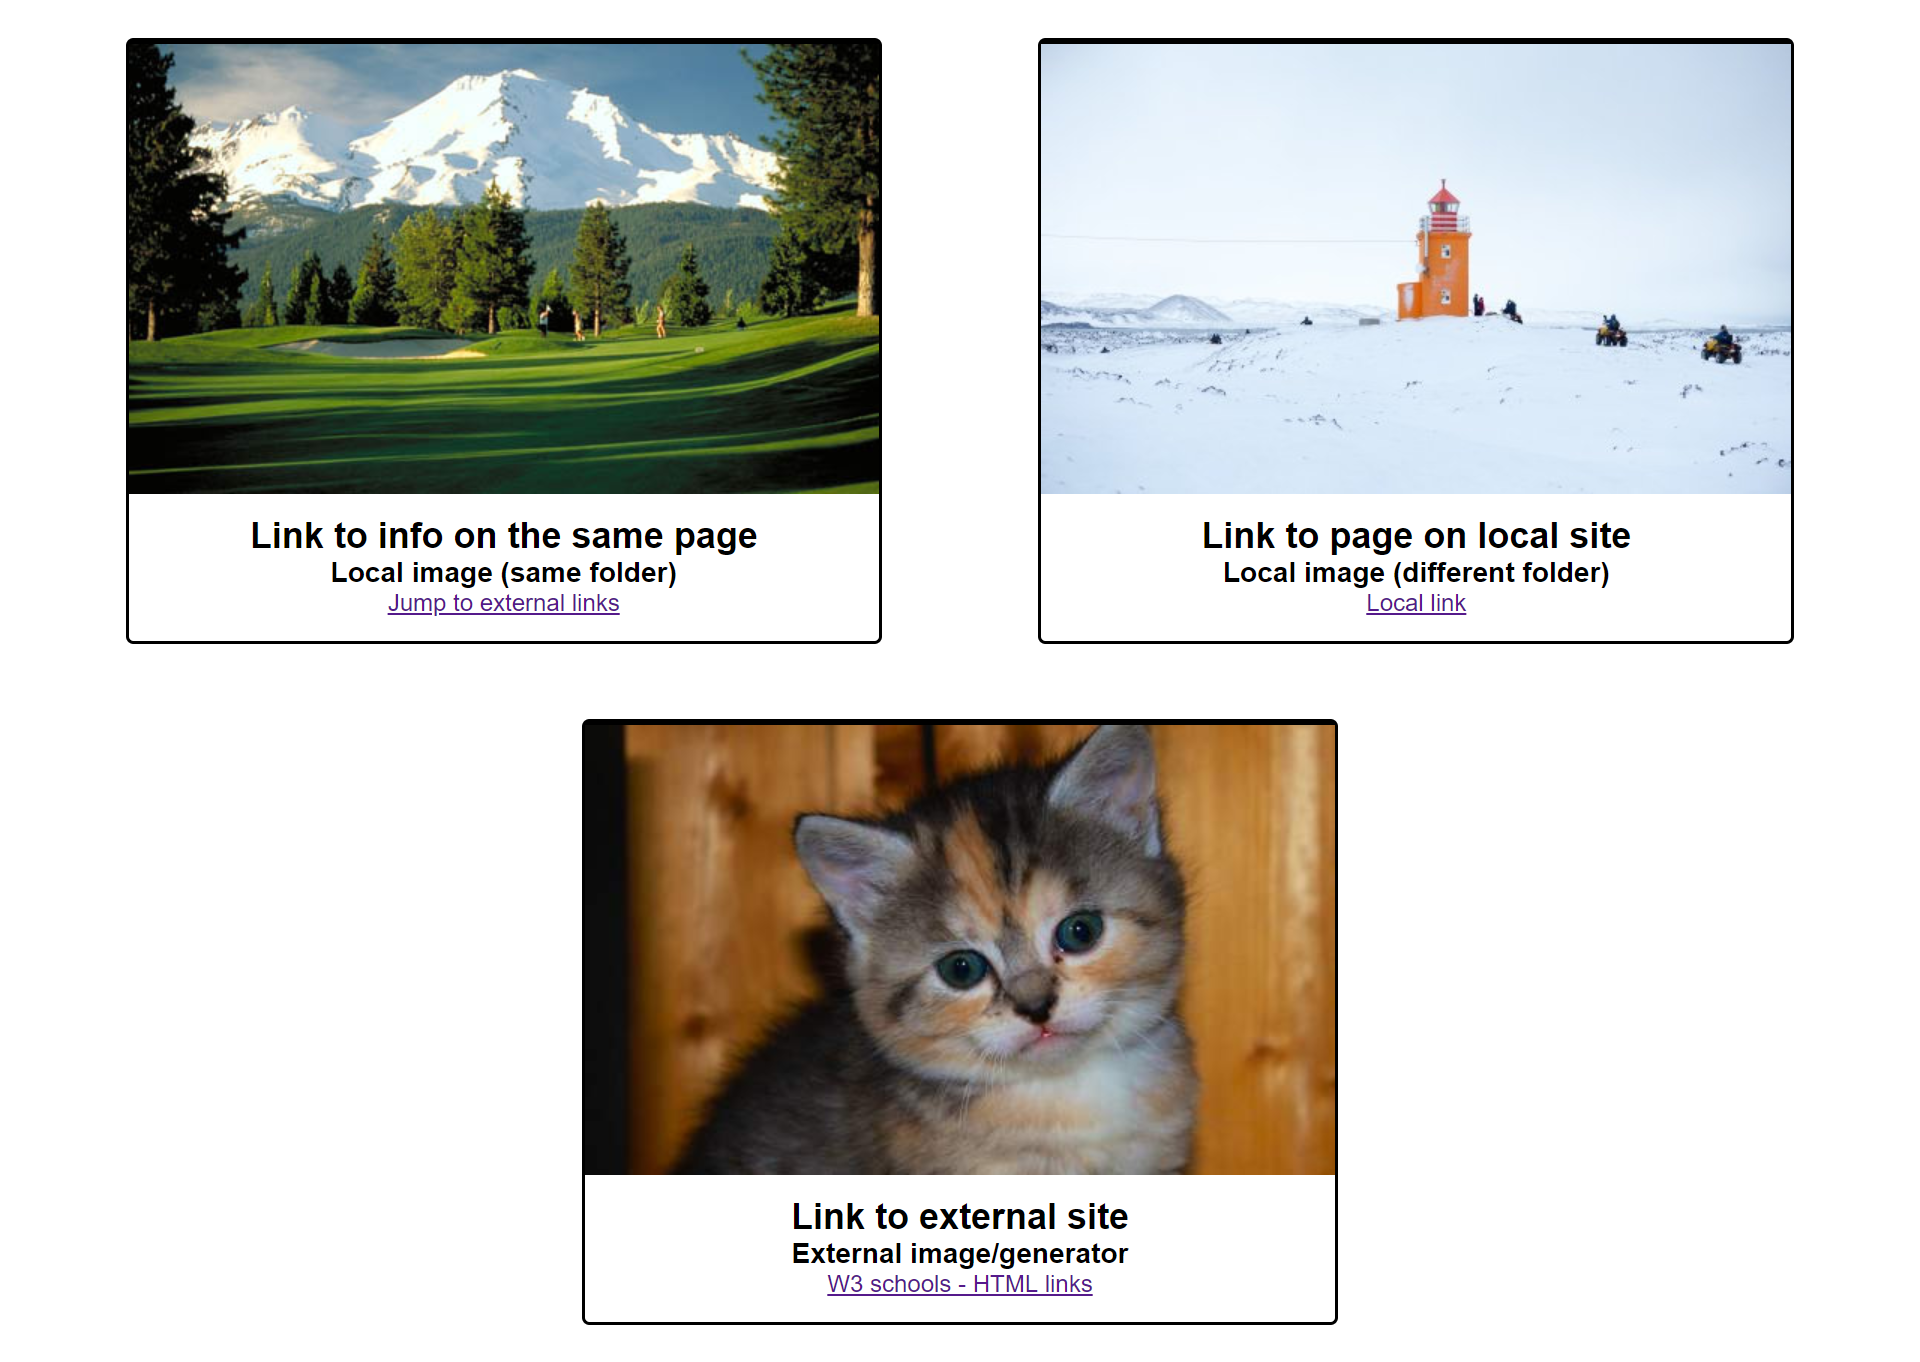 Link to info on the same page
Local image (same folder)
Jump to external links
Link to page on local site
Local image (different folder)
Local link
Link to external site
External image/generator
W3 schools - HTML links